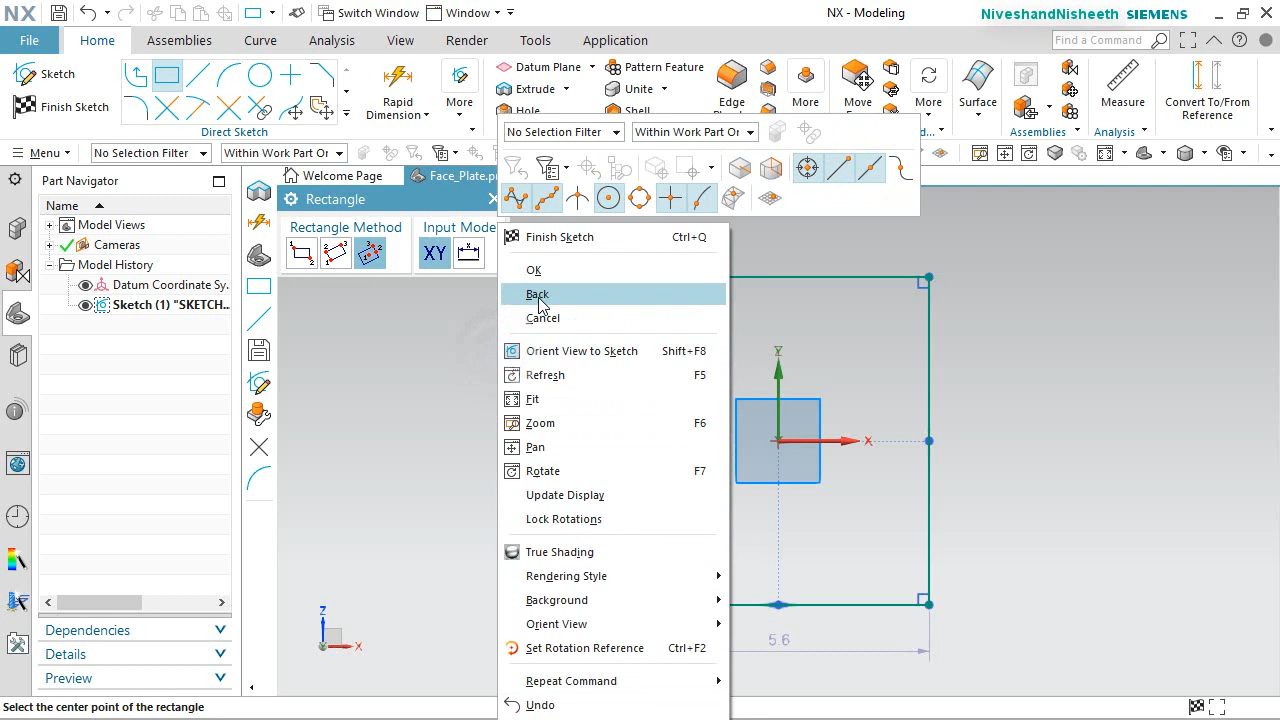 NX
Switch Window
Window
NX - Modeling
NiveshandNisheeth SIEMENS
File
Home
Assemblies
Curve
Analysis
View
Render
Tools
Application
Find a Command
Sketch
Finish Sketch
Direct Sketch
Rapid
Dimension
More
Datum Plane
Extrude
Hole
Pattern Feature
Unite
Shell
Edge
More
Move
More
Surface
Assemblies
Measure
Analysis
Convert To/From
Reference
No Selection Filter
Within Work Part Or
Menu
No Selection Filter
Within Work Part Or
Part Navigator
Name
Model Views
Cameras
Model History
Datum Coordinate Sy...
Sketch (1) "SKETCH...
Dependencies
Details
Preview
Welcome Page
Face_Plate.p
Rectangle
Rectangle Method
Input Mode
XY
Finish Sketch Ctrl+Q
OK
Back
Cancel
Orient View to Sketch Shift+F8
Refresh F5
Fit
Zoom F6
Pan
Rotate F7
Update Display
Lock Rotations
True Shading
Rendering Style
Background
Orient View
Set Rotation Reference Ctrl+F2
Repeat Command
Undo
Y
X
5.6
Z
X
Select the center point of the rectangle